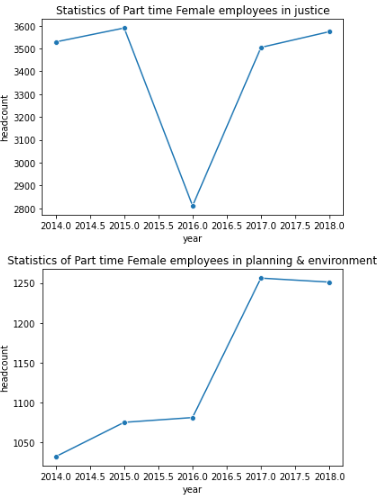 Statistics of Part time Female employees in justice
3600
3500
3400
3300
3200
3100
3000
2900
2800
headcount
2014.0 2014.5 2015.0 2015.5 2016.0 2016.5 2017.0 2017.5 2018.0
year
Statistics of Part time Female employees in planning & environment
1250
1200
1150
1100
1050
headcount
2014.0 2014.5 2015.0 2015.5 2016.0 2016.5 2017.0 2017.5 2018.0
year